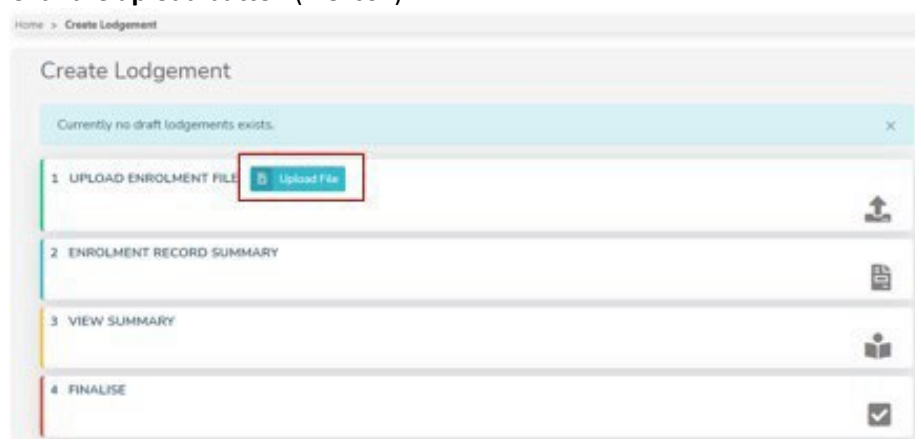 Home > Create Lodgement
Create Lodgement
Currently no draft lodgements exists. ×
1 UPLOAD ENROLMENT FILE Upload File
2 ENROLMENT RECORD SUMMARY
3 VIEW SUMMARY
4 FINALISE